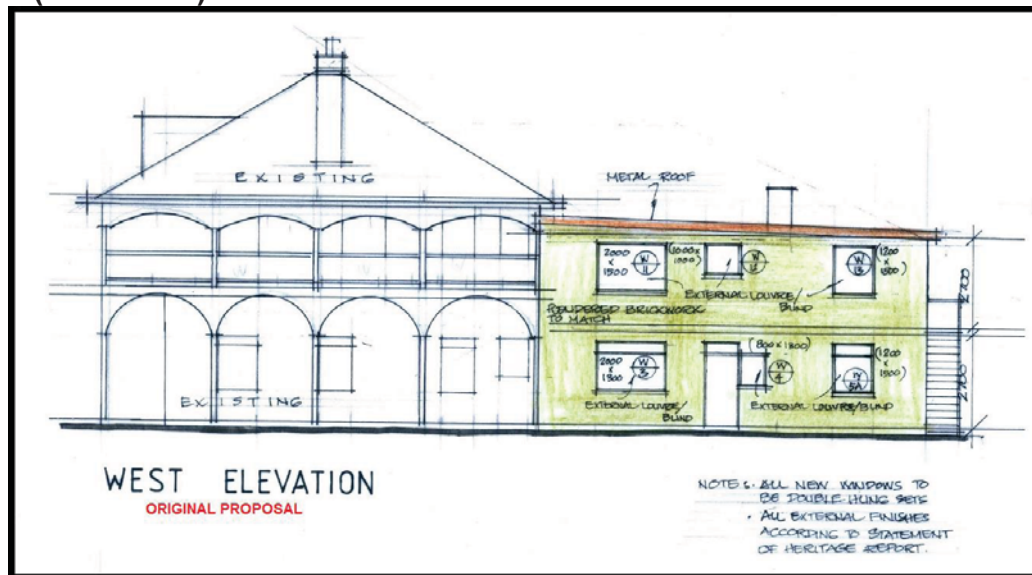 EXISTING
METAL ROOF
2000
x
1500
W
11
(1000 x
1000)
W
W
13
(1200
x
1500)
EXTERNAL LOUVRE/
BLIND
RENDERED BRICKWORK
TO MATCH
2700
2000
x
1500
W
3
(800 x 1800)
W
4
(1200
x
1500)
W
5A
EXTERNAL LOUVRE/
BLIND
EXTERNAL LOUVRE/BLIND
2700
EXISTING
WEST ELEVATION
ORIGINAL PROPOSAL
NOTE :· ALL NEW WINDOWS TO
BE DOUBLE-HUNG SETS
· ALL EXTERNAL FINISHES
ACCORDING TO STATEMENT
OF HERITAGE REPORT.